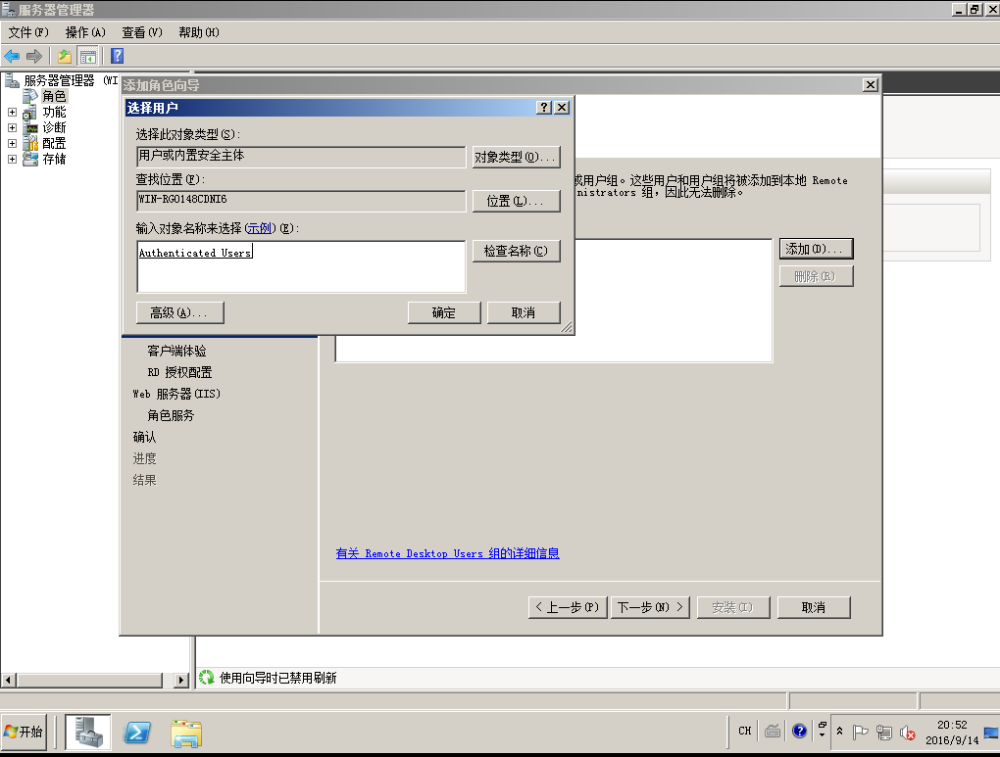 服务器管理器
文件(F) 操作(A) 查看(V) 帮助(H)
服务器管理器 (WI
角色
功能
诊断
配置
存储
添加角色向导
选择用户
选择此对象类型(S):
用户或内置安全主体
对象类型(O)...
查找位置(F):
WIN-RGO148CDNI6
位置(L)...
输入对象名称来选择(示例)(E):
Authenticated Users
检查名称(C)
高级(A)...
确定
取消
或用户组。这些用户和用户组将被添加到本地 Remote
nistrators 组，因此无法删除。
添加(D)...
删除(R)
客户端体验
RD 授权配置
Web 服务器(IIS)
角色服务
确认
进度
结果
有关 Remote Desktop Users 组的详细信息
< 上一步(P)
下一步(N) >
安装(I)
取消
使用向导时已禁用刷新
开始
CH
20:52
2016/9/14